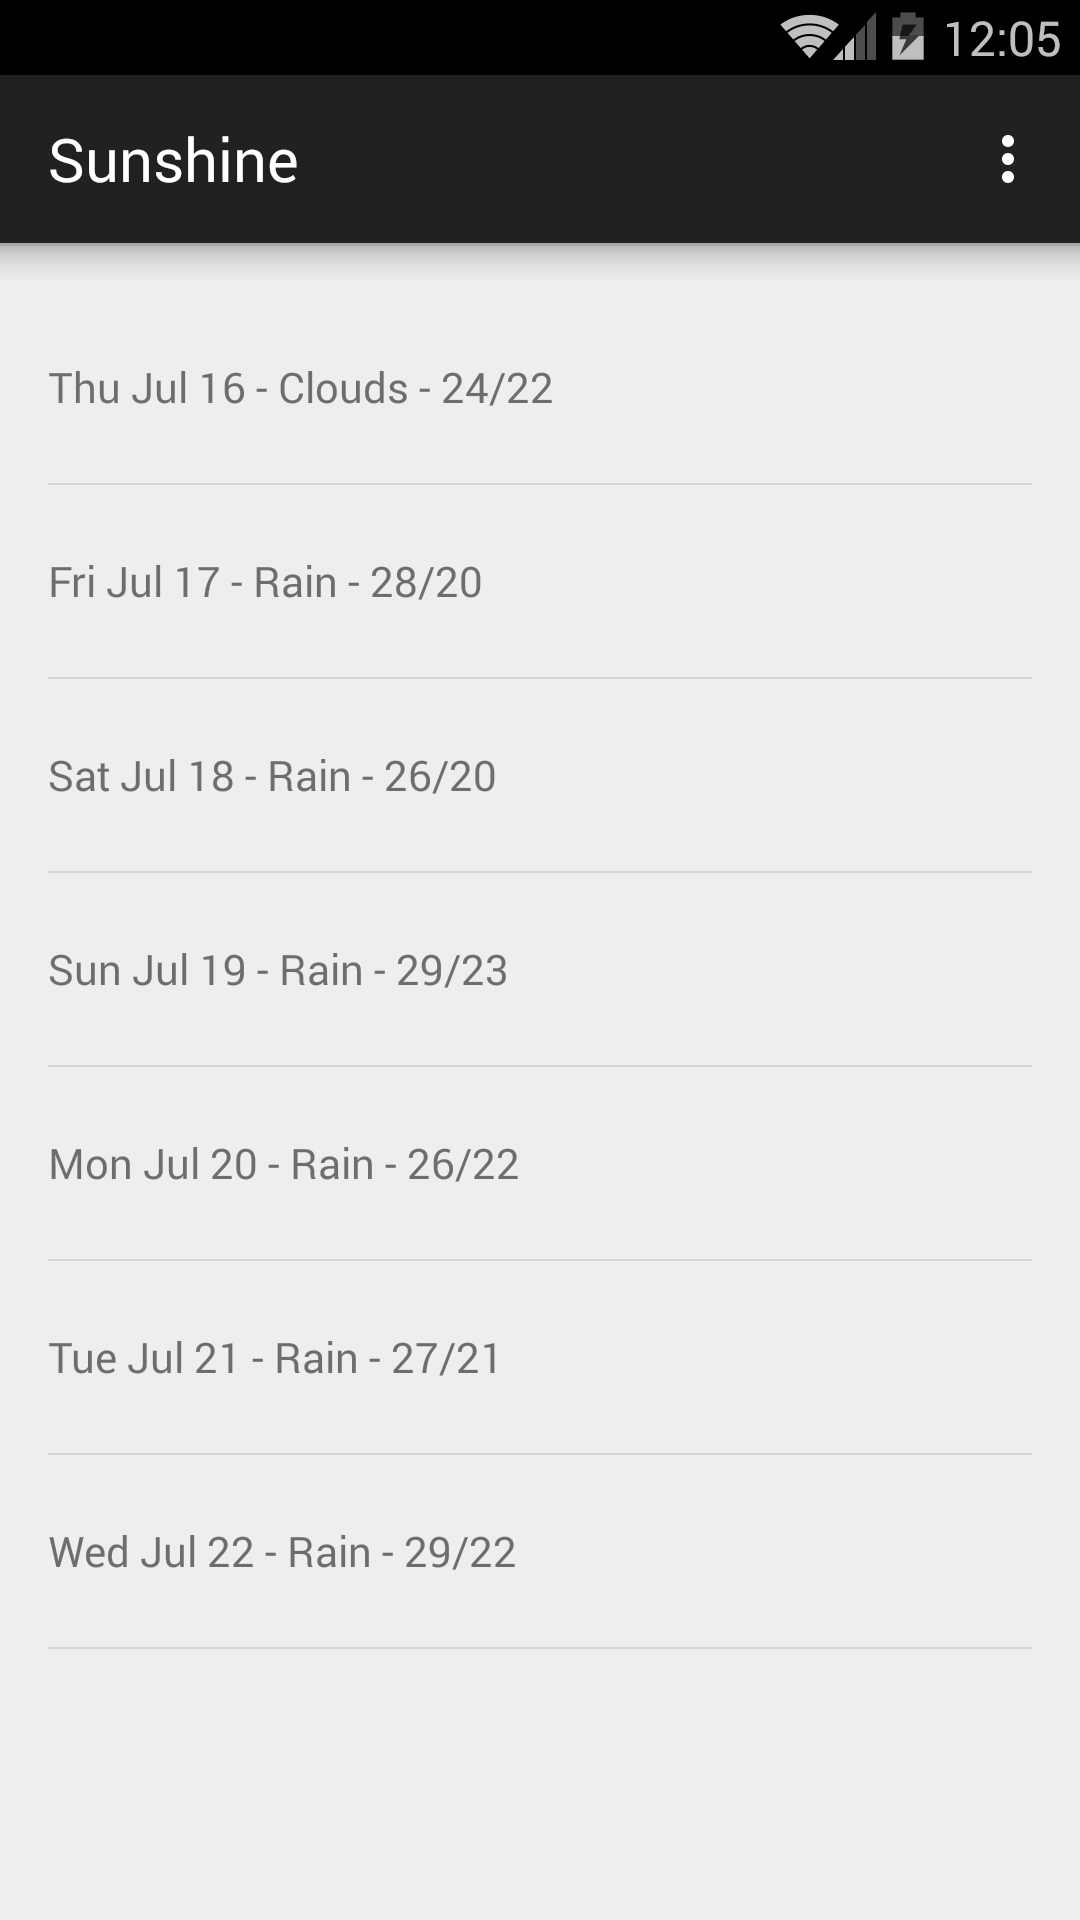 12:05
Sunshine
Thu Jul 16 - Clouds - 24/22
Fri Jul 17 - Rain - 28/20
Sat Jul 18 - Rain - 26/20
Sun Jul 19 - Rain - 29/23
Mon Jul 20 - Rain - 26/22
Tue Jul 21 - Rain - 27/21
Wed Jul 22 - Rain - 29/22